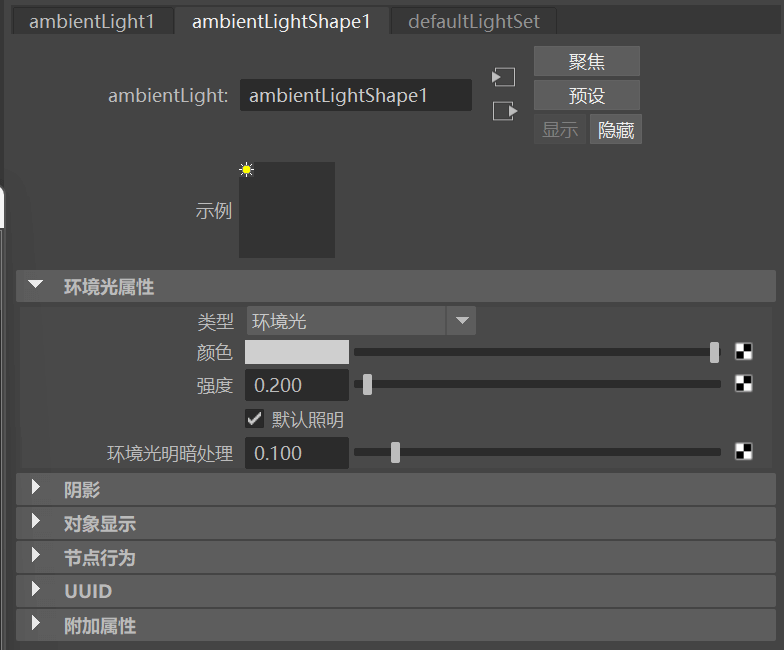 ambientLight1 ambientLightShape1 defaultLightSet
聚焦
ambientLight: ambientLightShape1 预设
显示 隐藏
示例
环境光属性
类型 环境光
颜色
强度 0.200
默认照明
环境光明暗处理 0.100
阴影
对象显示
节点行为
UUID
附加属性